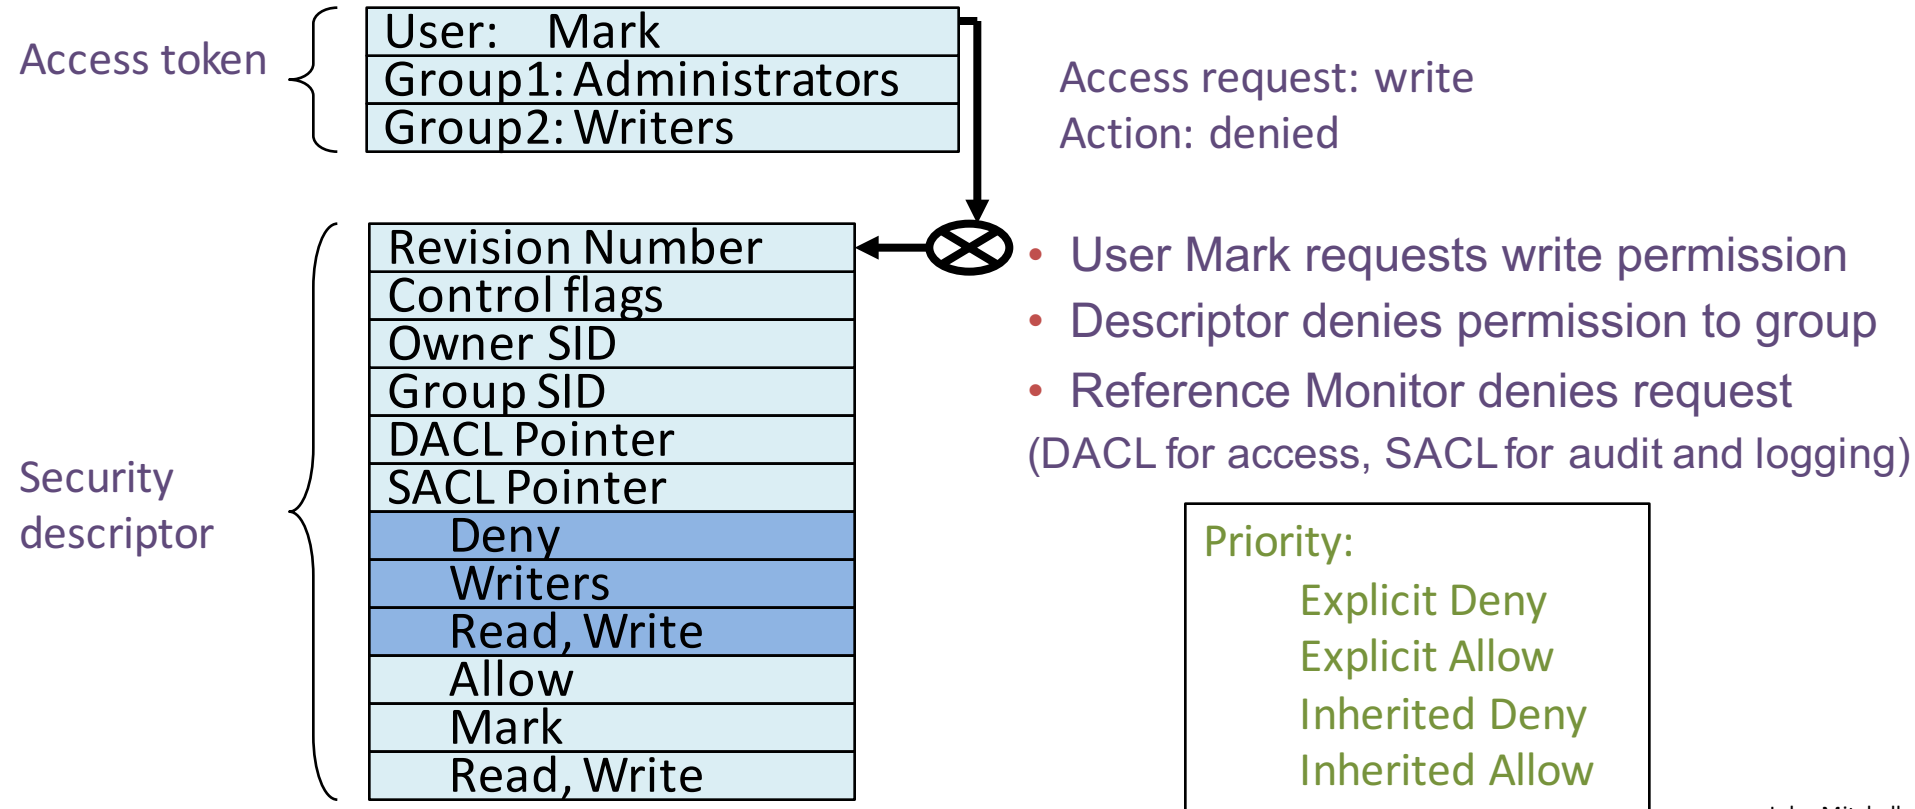 Access token
User: Mark
Group1: Administrators
Group2: Writers
Access request: write
Action: denied
Security
descriptor
Revision Number
Control flags
Owner SID
Group SID
DACL Pointer
SACL Pointer
Deny
Writers
Read, Write
Allow
Mark
Read, Write
• User Mark requests write permission
• Descriptor denies permission to group
• Reference Monitor denies request
(DACL for access, SACL for audit and logging)
Priority:
Explicit Deny
Explicit Allow
Inherited Deny
Inherited Allow